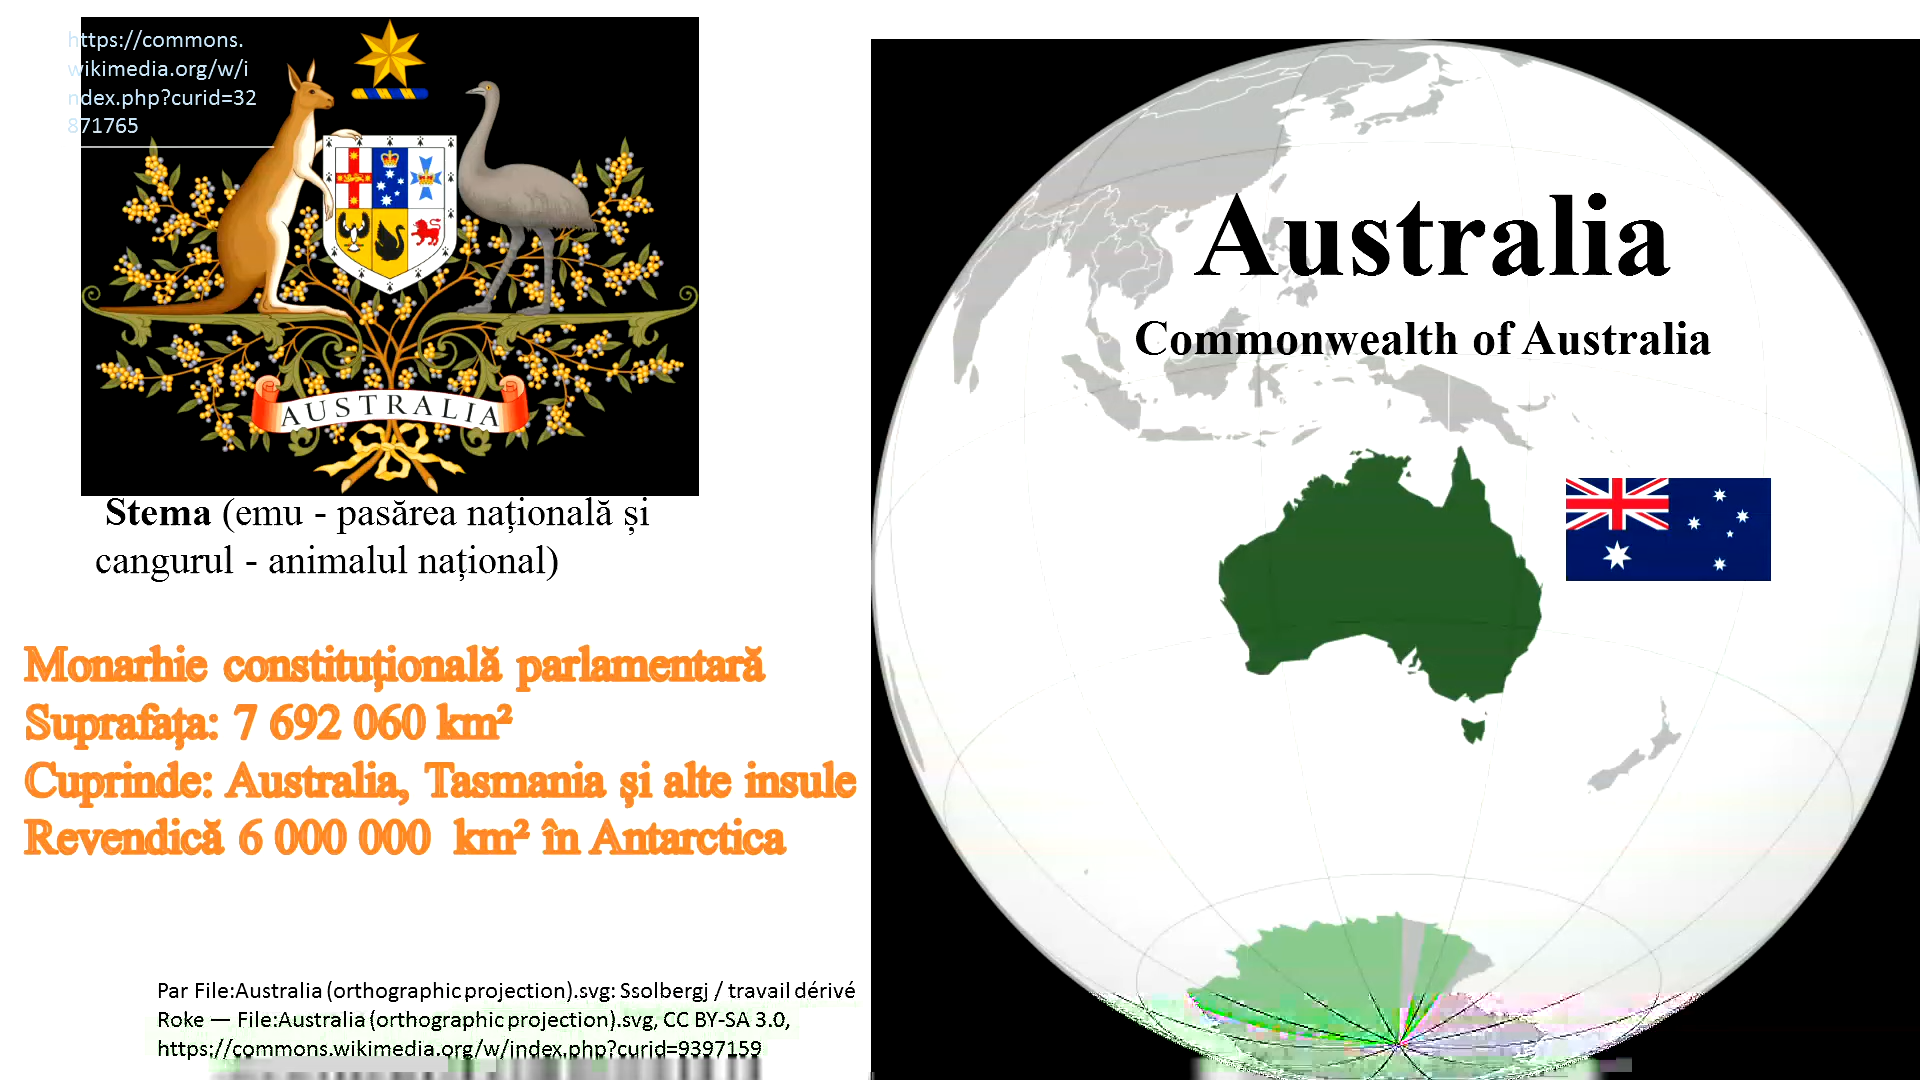 https://commons.
wikimedia.org/w/i
ndex.php?curid=32
871765
AUSTRALIA
Stema (emu - pasărea națională și
cangurul - animalul național)
Monarhie constituțională parlamentară
Suprafața: 7 692 060 km²
Cuprinde: Australia, Tasmania și alte insule
Revendică 6 000 000 km² în Antarctica
Par File:Australia (orthographic projection).svg: Ssolbergj / travail dérivé
Roke — File:Australia (orthographic projection).svg, CC BY-SA 3.0,
https://commons.wikimedia.org/w/index.php?curid=9397159
Australia
Commonwealth of Australia